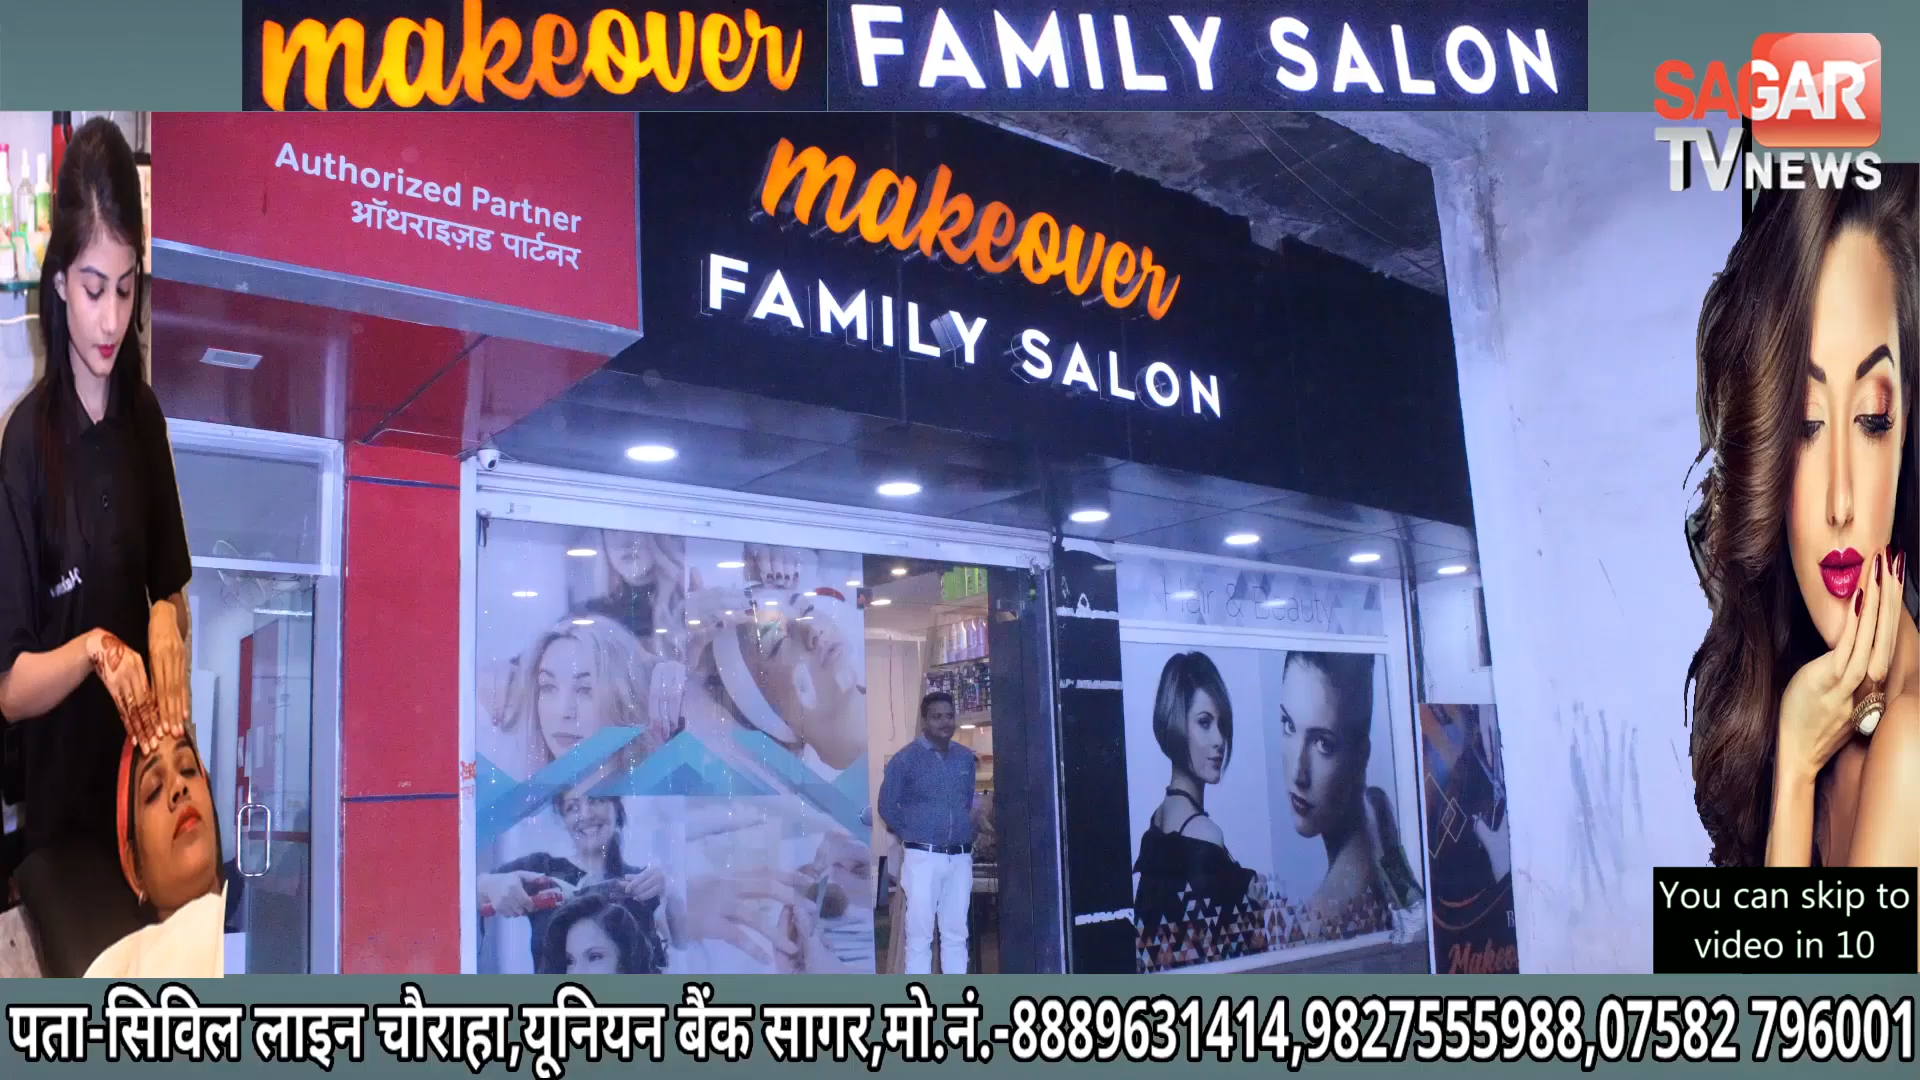 makeover FAMILY SALON
SAGAR
TV NEWS
Authorized Partner
ऑथराइज़्ड पार्टनर
makeover
FAMILY SALON
Hair & Beauty
You can skip to
video in 10
पता-सिविल लाइन चौराहा,यूनियन बैंक सागर,मो.नं.-8889631414,9827555988,07582 796001